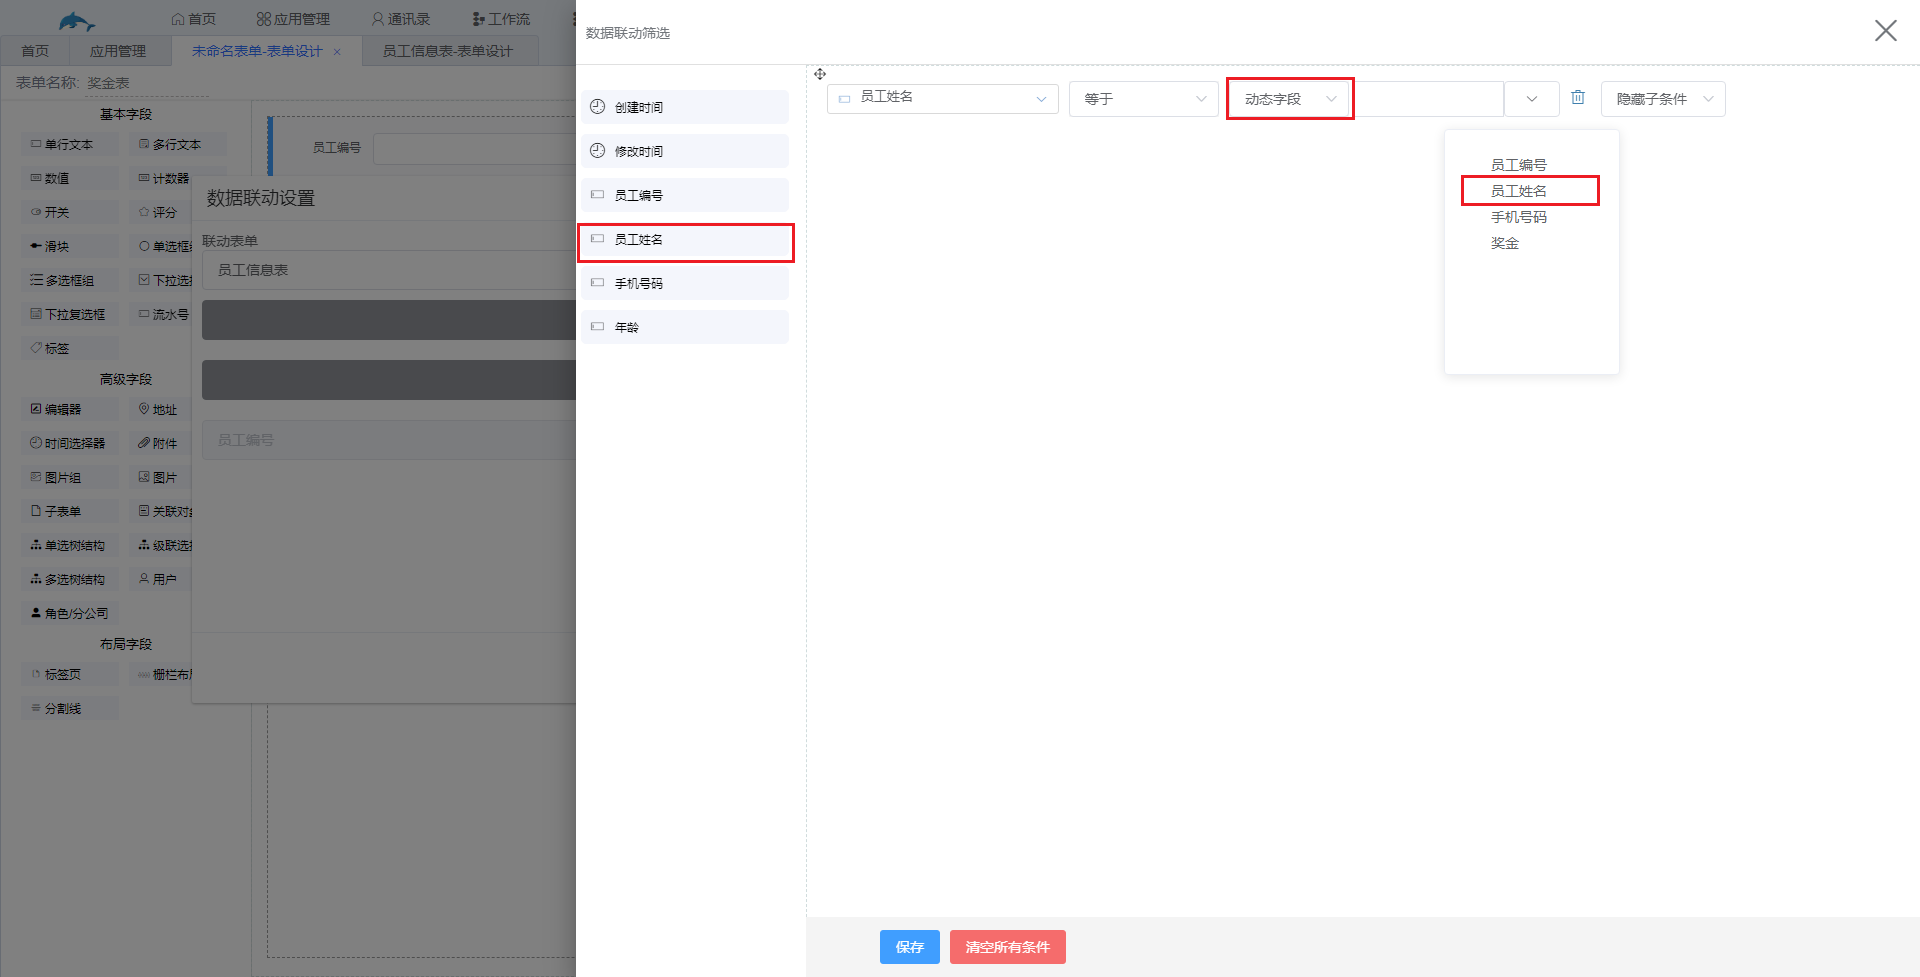 首页
应用管理
通讯录
工作流
首页
应用管理
未命名表单-表单设计 ×
员工信息表-表单设计
表单名称: 奖金表
基本字段
单行文本
多行文本
数值
计数器
开关
评分
滑块
单选框
多选框组
下拉选
下拉复选框
流水号
标签
高级字段
编辑器
地址
时间选择器
附件
图片组
图片
子表单
关联对
单选树结构
级联选
多选树结构
用户
角色/分公司
布局字段
标签页
栅栏布
分割线
员工编号
数据联动设置
联动表单
员工信息表
员工编号
数据联动筛选
创建时间
修改时间
员工编号
员工姓名
手机号码
年龄
员工姓名
等于
动态字段
隐藏子条件
员工编号
员工姓名
手机号码
奖金
保存
清空所有条件